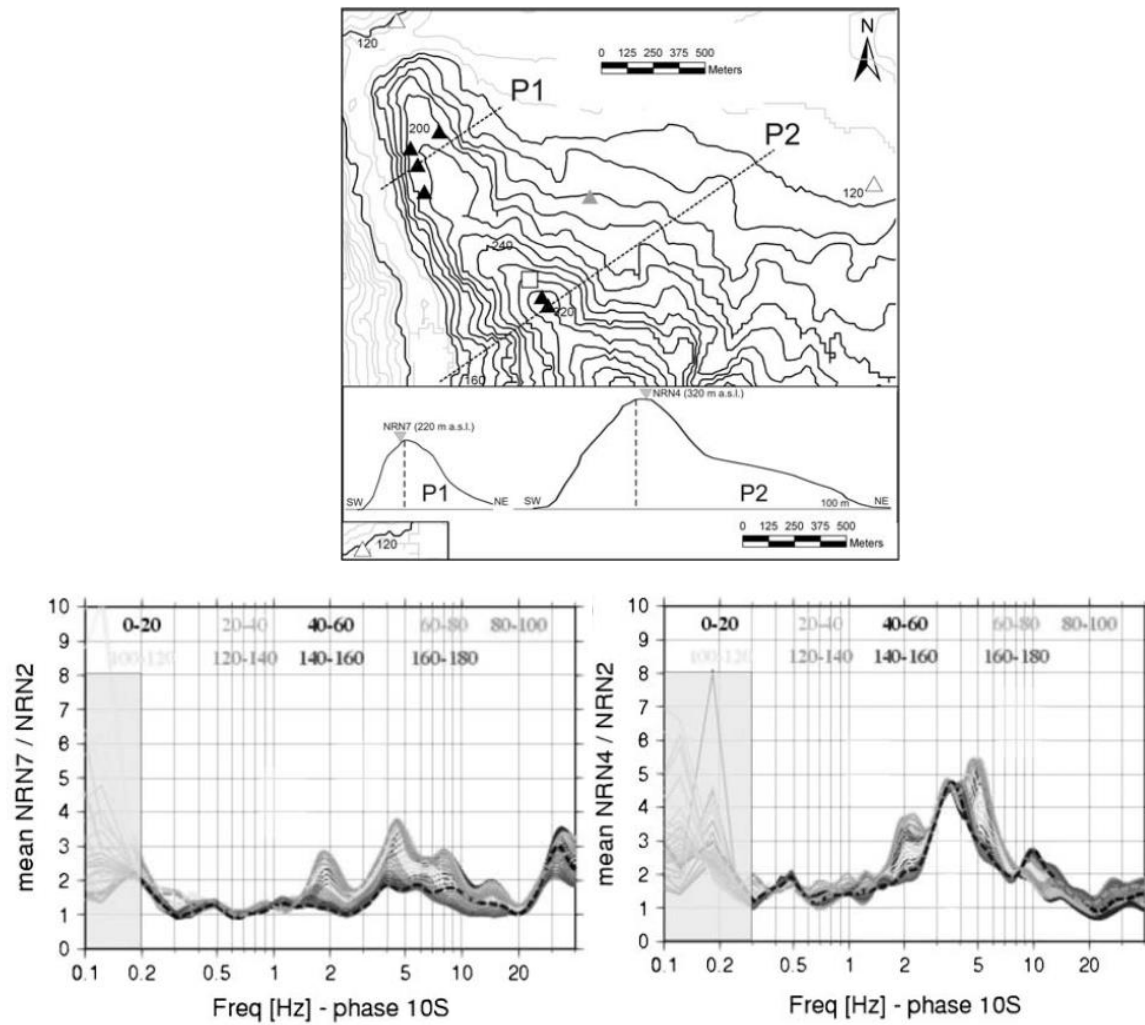 120
N
0 125 250 375 500
Meters
P1
P2
200
120
240
320
160
NRN4 (320 m a.s.l.)
NRN7 (220 m a.s.l.)
SW P1 NE
SW P2 100 m NE
120
0 125 250 375 500
Meters
mean NRN7 / NRN2
10
9
8
7
6
5
4
3
2
1
0
0-20 20-40 40-60 60-80 80-100
100-120 120-140 140-160 160-180
0.1 0.2 0.5 1 2 5 10 20
Freq [Hz] - phase 10S
mean NRN4 / NRN2
10
9
8
7
6
5
4
3
2
1
0
0-20 20-40 40-60 60-80 80-100
100-120 120-140 140-160 160-180
0.1 0.2 0.5 1 2 5 10 20
Freq [Hz] - phase 10S